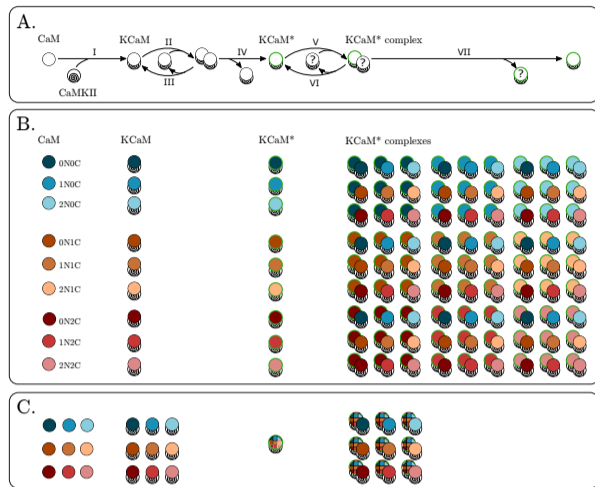 A.
CaM
KCaM
KCaM*
KCaM* complex
I
II
IV
V
VII
?
?
III
VI
?
CaMKII
B.
CaM
KCaM
KCaM*
KCaM* complexes
0N0C
1N0C
2N0C
0N1C
1N1C
2N1C
0N2C
1N2C
2N2C
C.